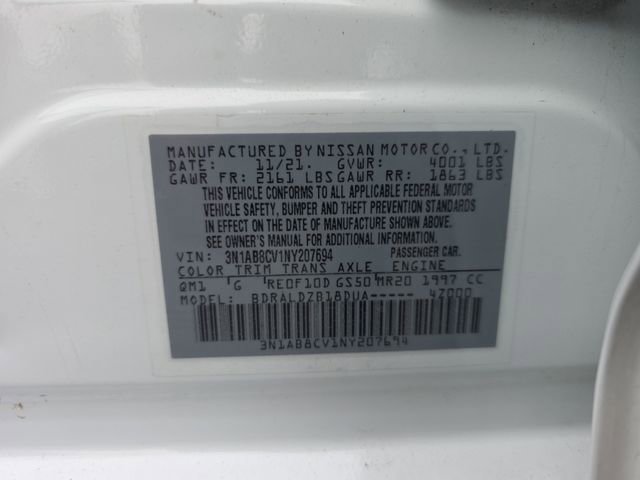 MANUFACTURED BY NISSAN MOTOR CO., LTD.
DATE: 11/21. GVWR: 4001 LBS
GAWR FR: 2161 LBS GAWR RR: 1863 LBS
THIS VEHICLE CONFORMS TO ALL APPLICABLE FEDERAL MOTOR
VEHICLE SAFETY, BUMPER AND THEFT PREVENTION STANDARDS
IN EFFECT ON THE DATE OF MANUFACTURE SHOWN ABOVE.
SEE OWNER'S MANUAL FOR ADDITIONAL INFORMATION.
VIN: 3N1AB8CV1NY207694 PASSENGER CAR.
COLOR TRIM TRANS AXLE ENGINE
QM1 G RE0F10D GS50 MR20 1997 CC
MODEL: BDRALDZB18DUA----- 4Z000
3N1AB8CV1NY207694